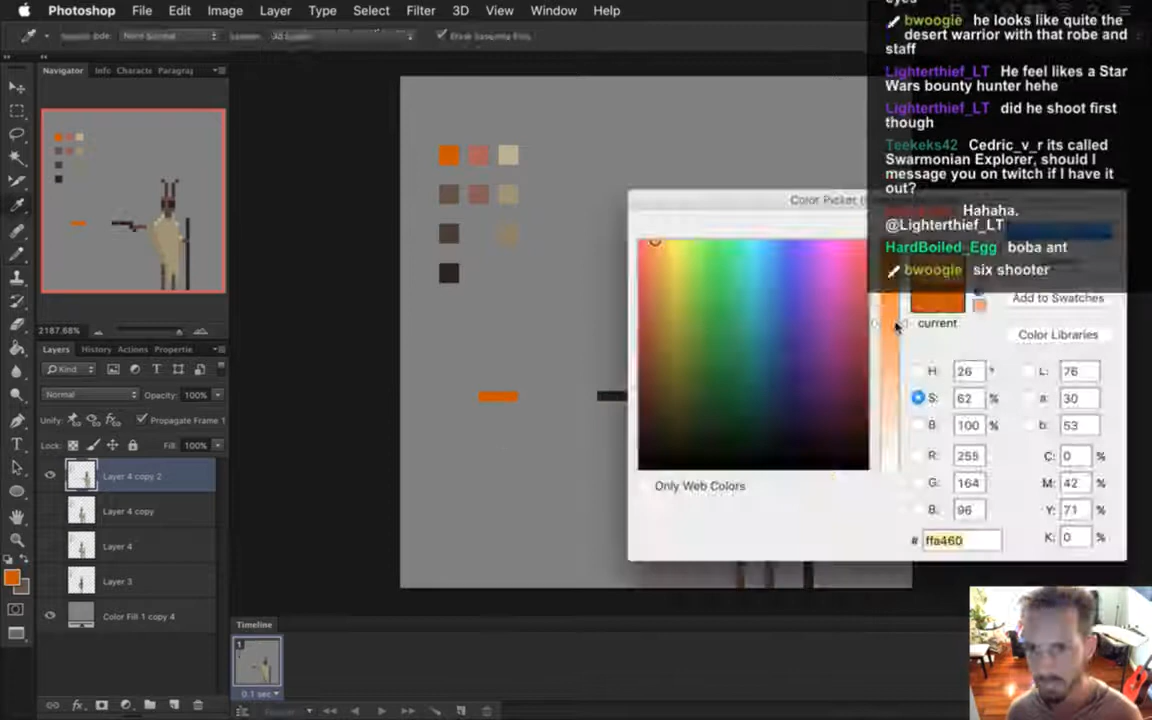 Photoshop File Edit Image Layer Type Select Filter 3D View Window Help
eyes
bwoogie he looks like quite the
desert warrior with that robe and
staff
Lighterthief_LT He feel likes a Star
Wars bounty hunter hehe
Lighterthief_LT did he shoot first
though
Teekeks42 Cedric_v_r its called
Swarmonian Explorer, should I
message you on twitch if I have it
out?
Hahaha.
@Lighterthief_LT
HardBoiled_Egg boba ant
bwoogie six shooter
Navigator Info Characte Paragraj
2187.68%
Layers History Actions Propertie
Kind
Normal Opacity: 100%
Unify: Propagate Frame 1
Lock: Fill: 100%
Layer 4 copy 2
Layer 4 copy
Layer 4
Layer 3
Color Fill 1 copy 4
Color Picker
Add to Swatches
current
Color Libraries
H: 26 °
S: 62 %
B: 100 %
R: 255
G: 164
B: 96
# ffa460
L: 76
a: 30
b: 53
C: 0 %
M: 42 %
Y: 71 %
K: 0 %
Only Web Colors
Timeline
1
0.1 sec